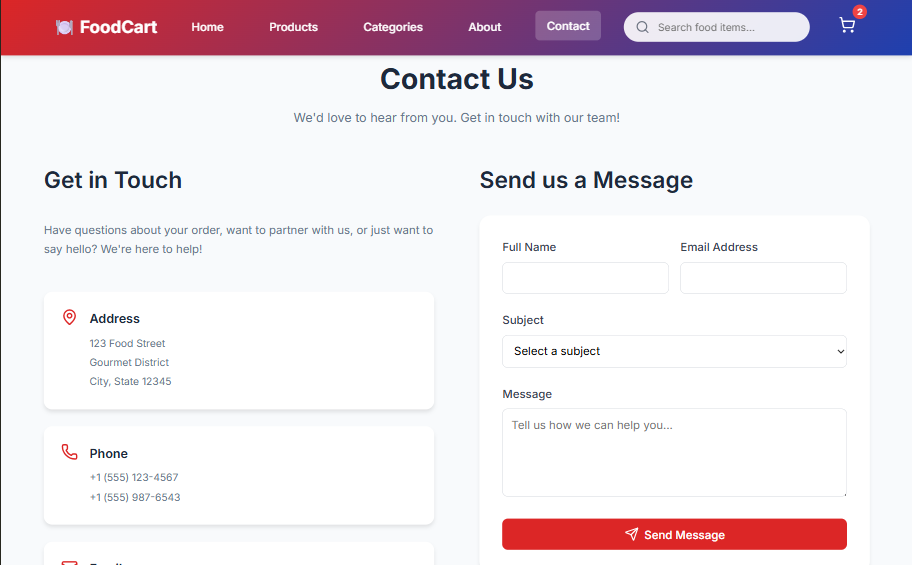 FoodCart
Home
Products
Categories
About
Contact
Search food items...
2
Contact Us
We'd love to hear from you. Get in touch with our team!
Get in Touch
Have questions about your order, want to partner with us, or just want to
say hello? We're here to help!
Address
123 Food Street
Gourmet District
City, State 12345
Phone
+1 (555) 123-4567
+1 (555) 987-6543
Send us a Message
Full Name
Email Address
Subject
Select a subject
Message
Tell us how we can help you...
Send Message